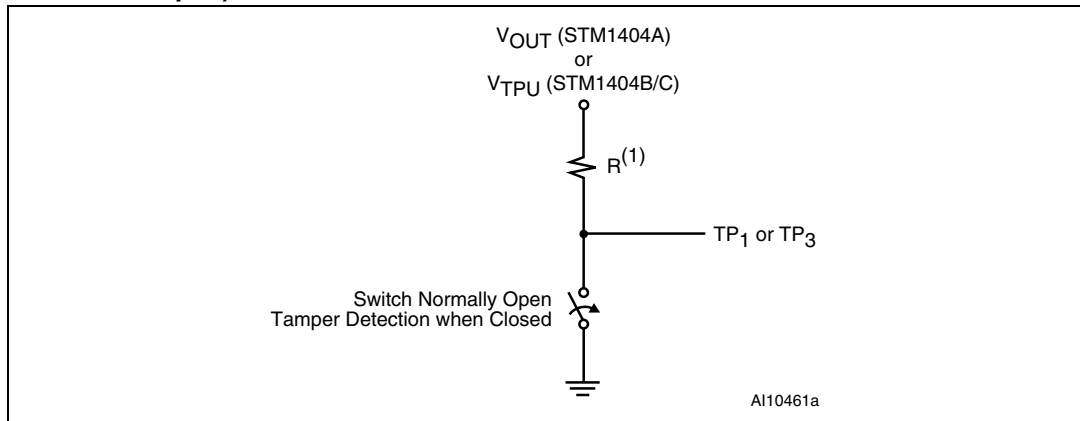 VOUT (STM1404A)
or
VTPU (STM1404B/C)
R(1)
TP1 or TP3
Switch Normally Open
Tamper Detection when Closed
AI10461a